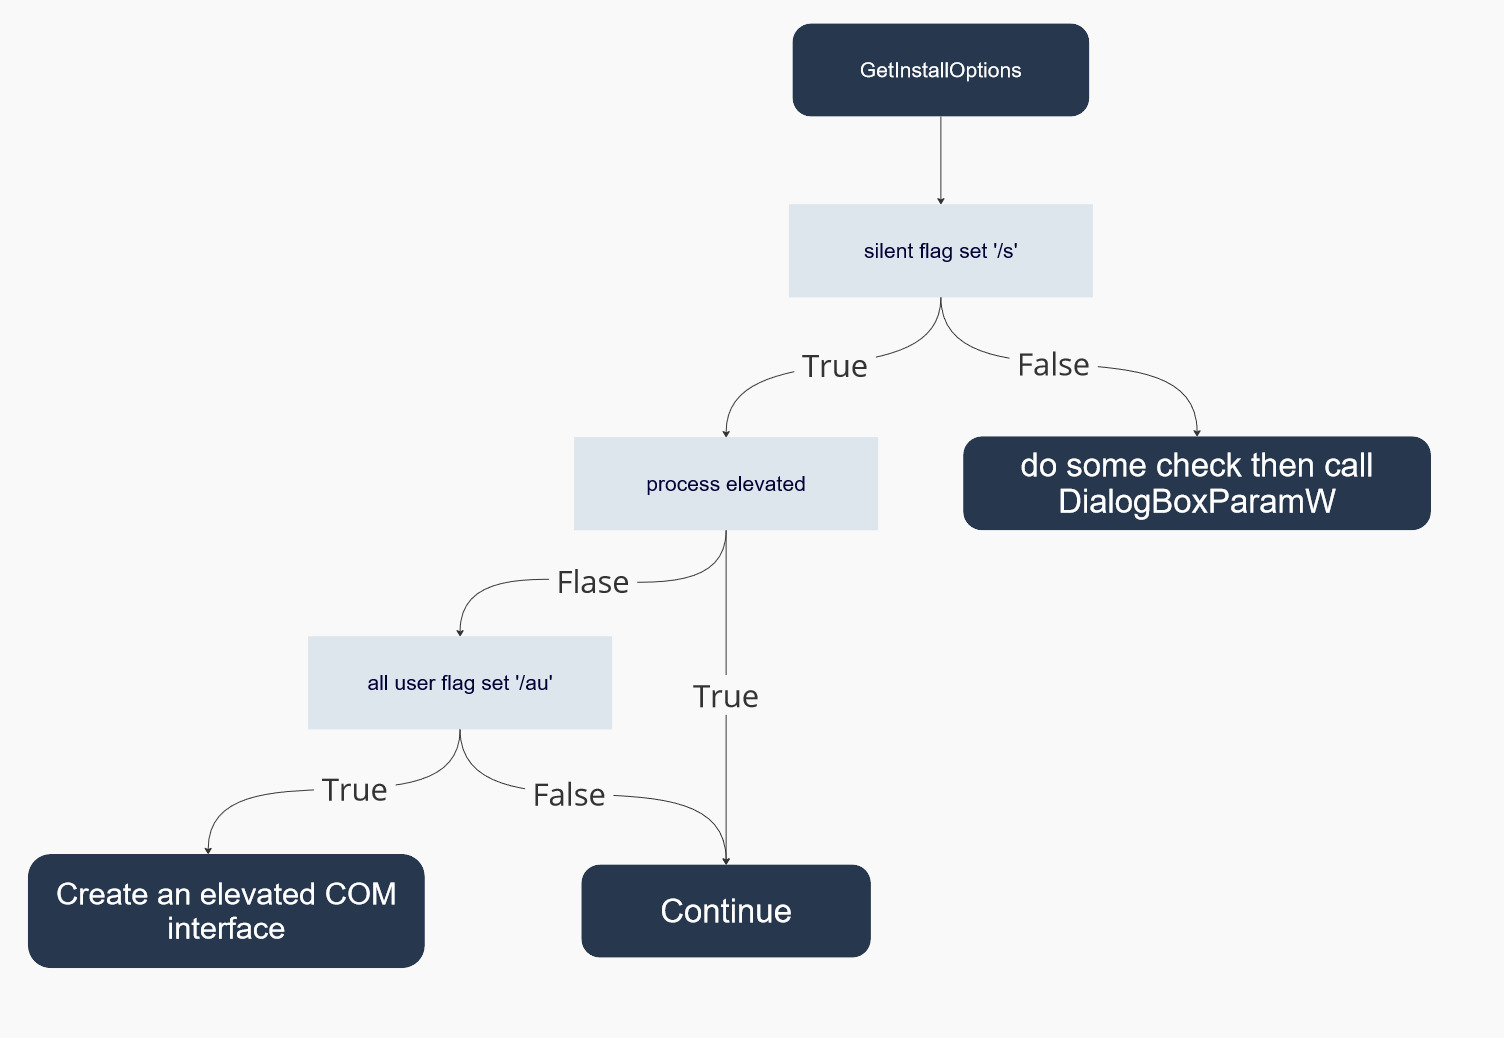 GetInstallOptions
silent flag set '/s'
True
False
process elevated
do some check then call
DialogBoxParamW
Flase
all user flag set '/au'
True
True
False
Create an elevated COM
interface
Continue